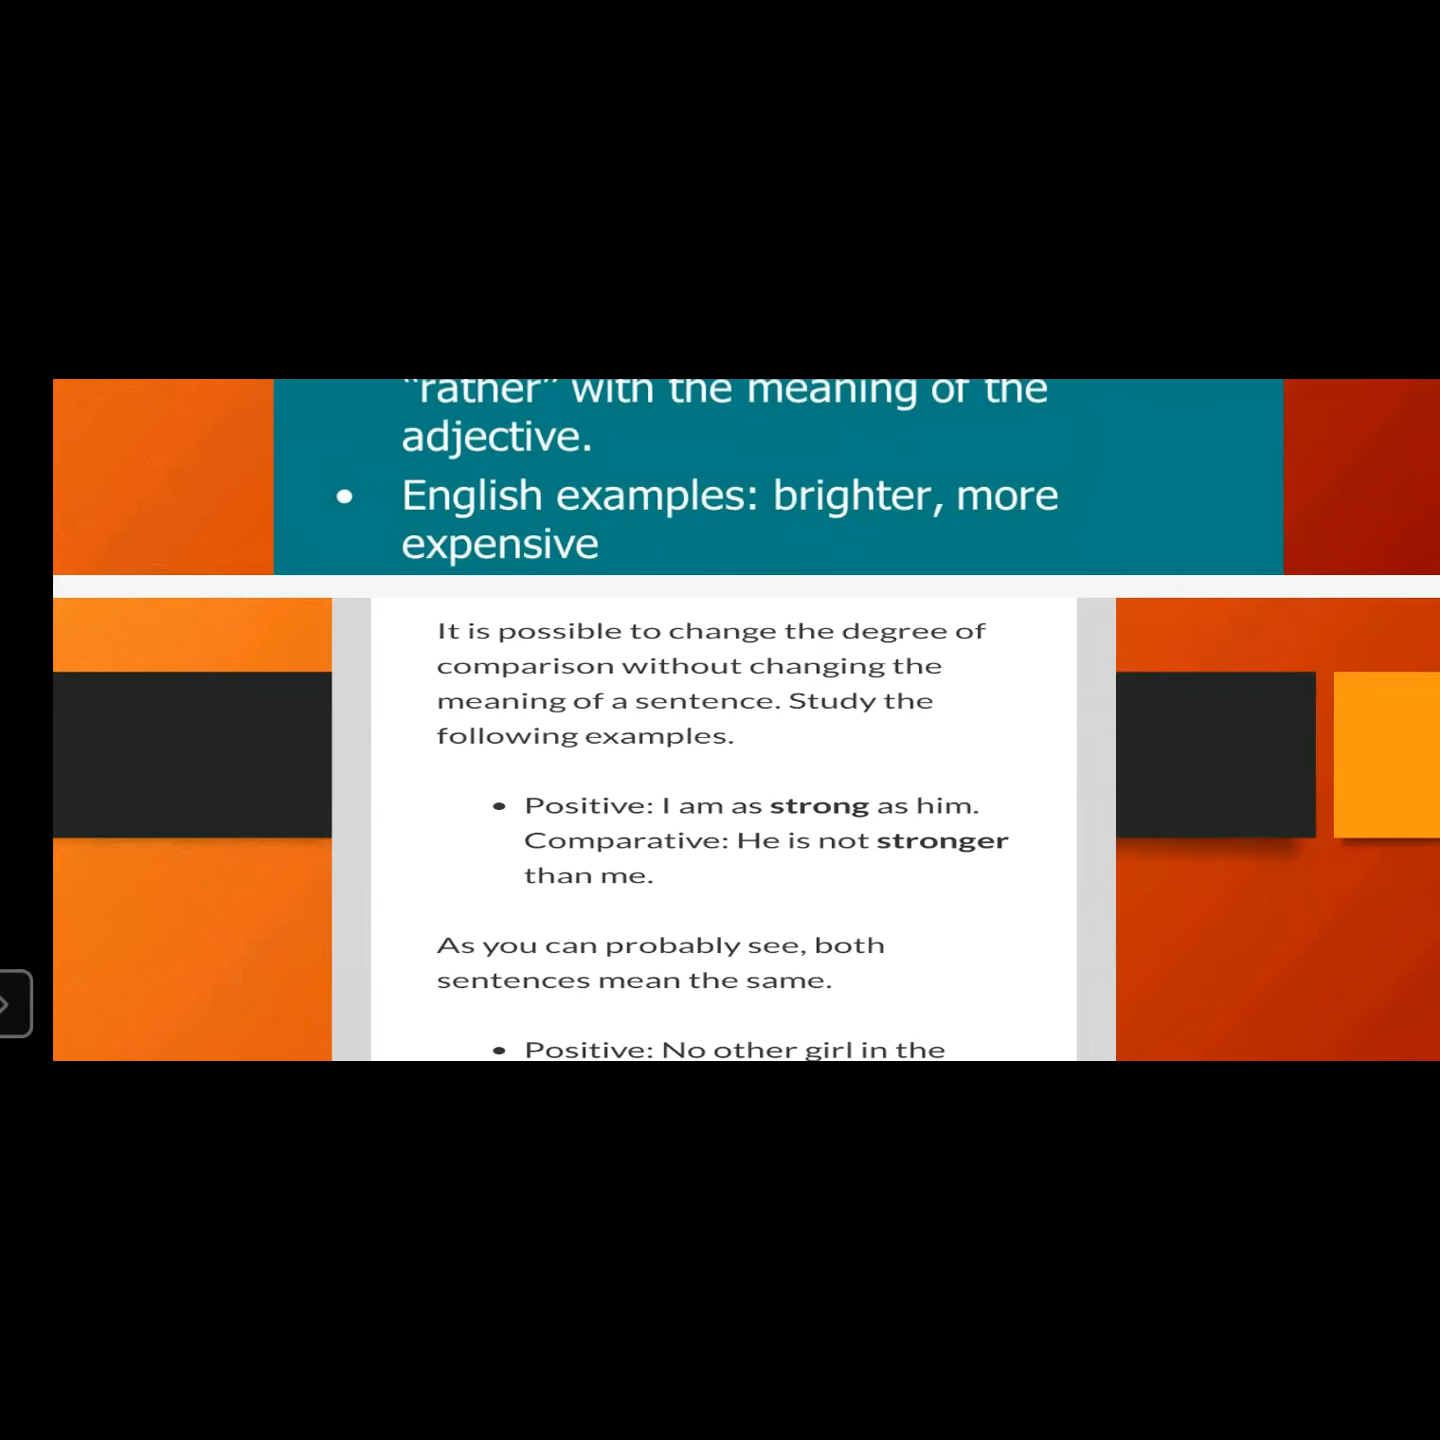 “rather” with the meaning of the
adjective.
• English examples: brighter, more
expensive
It is possible to change the degree of
comparison without changing the
meaning of a sentence. Study the
following examples.
• Positive: I am as strong as him.
Comparative: He is not stronger
than me.
As you can probably see, both
sentences mean the same.
• Positive: No other girl in the